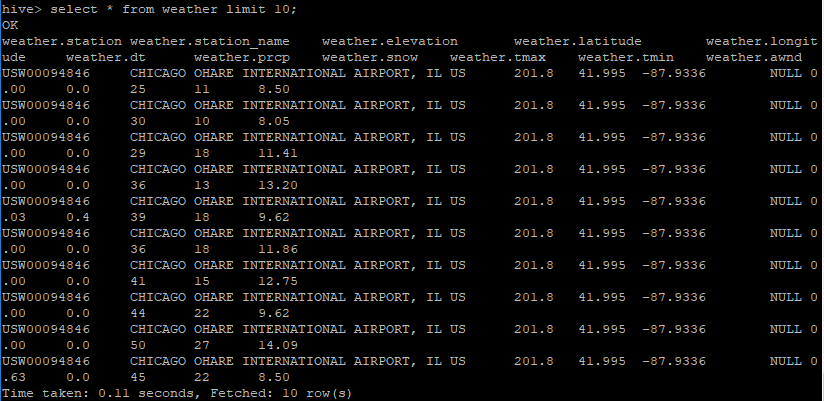 hive> select * from weather limit 10;
OK
weather.station weather.station_name weather.elevation weather.latitude weather.longit
ude weather.dt weather.prcp weather.snow weather.tmax weather.tmin weather.awnd
USW00094846 CHICAGO OHARE INTERNATIONAL AIRPORT, IL US 201.8 41.995 -87.9336 NULL 0
.00 0.0 25 11 8.50
USW00094846 CHICAGO OHARE INTERNATIONAL AIRPORT, IL US 201.8 41.995 -87.9336 NULL 0
.00 0.0 30 10 8.05
USW00094846 CHICAGO OHARE INTERNATIONAL AIRPORT, IL US 201.8 41.995 -87.9336 NULL 0
.00 0.0 29 18 11.41
USW00094846 CHICAGO OHARE INTERNATIONAL AIRPORT, IL US 201.8 41.995 -87.9336 NULL 0
.00 0.0 36 13 13.20
USW00094846 CHICAGO OHARE INTERNATIONAL AIRPORT, IL US 201.8 41.995 -87.9336 NULL 0
.03 0.4 39 18 9.62
USW00094846 CHICAGO OHARE INTERNATIONAL AIRPORT, IL US 201.8 41.995 -87.9336 NULL 0
.00 0.0 36 18 11.86
USW00094846 CHICAGO OHARE INTERNATIONAL AIRPORT, IL US 201.8 41.995 -87.9336 NULL 0
.00 0.0 41 15 12.75
USW00094846 CHICAGO OHARE INTERNATIONAL AIRPORT, IL US 201.8 41.995 -87.9336 NULL 0
.00 0.0 44 22 9.62
USW00094846 CHICAGO OHARE INTERNATIONAL AIRPORT, IL US 201.8 41.995 -87.9336 NULL 0
.00 0.0 50 27 14.09
USW00094846 CHICAGO OHARE INTERNATIONAL AIRPORT, IL US 201.8 41.995 -87.9336 NULL 0
.63 0.0 45 22 8.50
Time taken: 0.11 seconds, Fetched: 10 row(s)